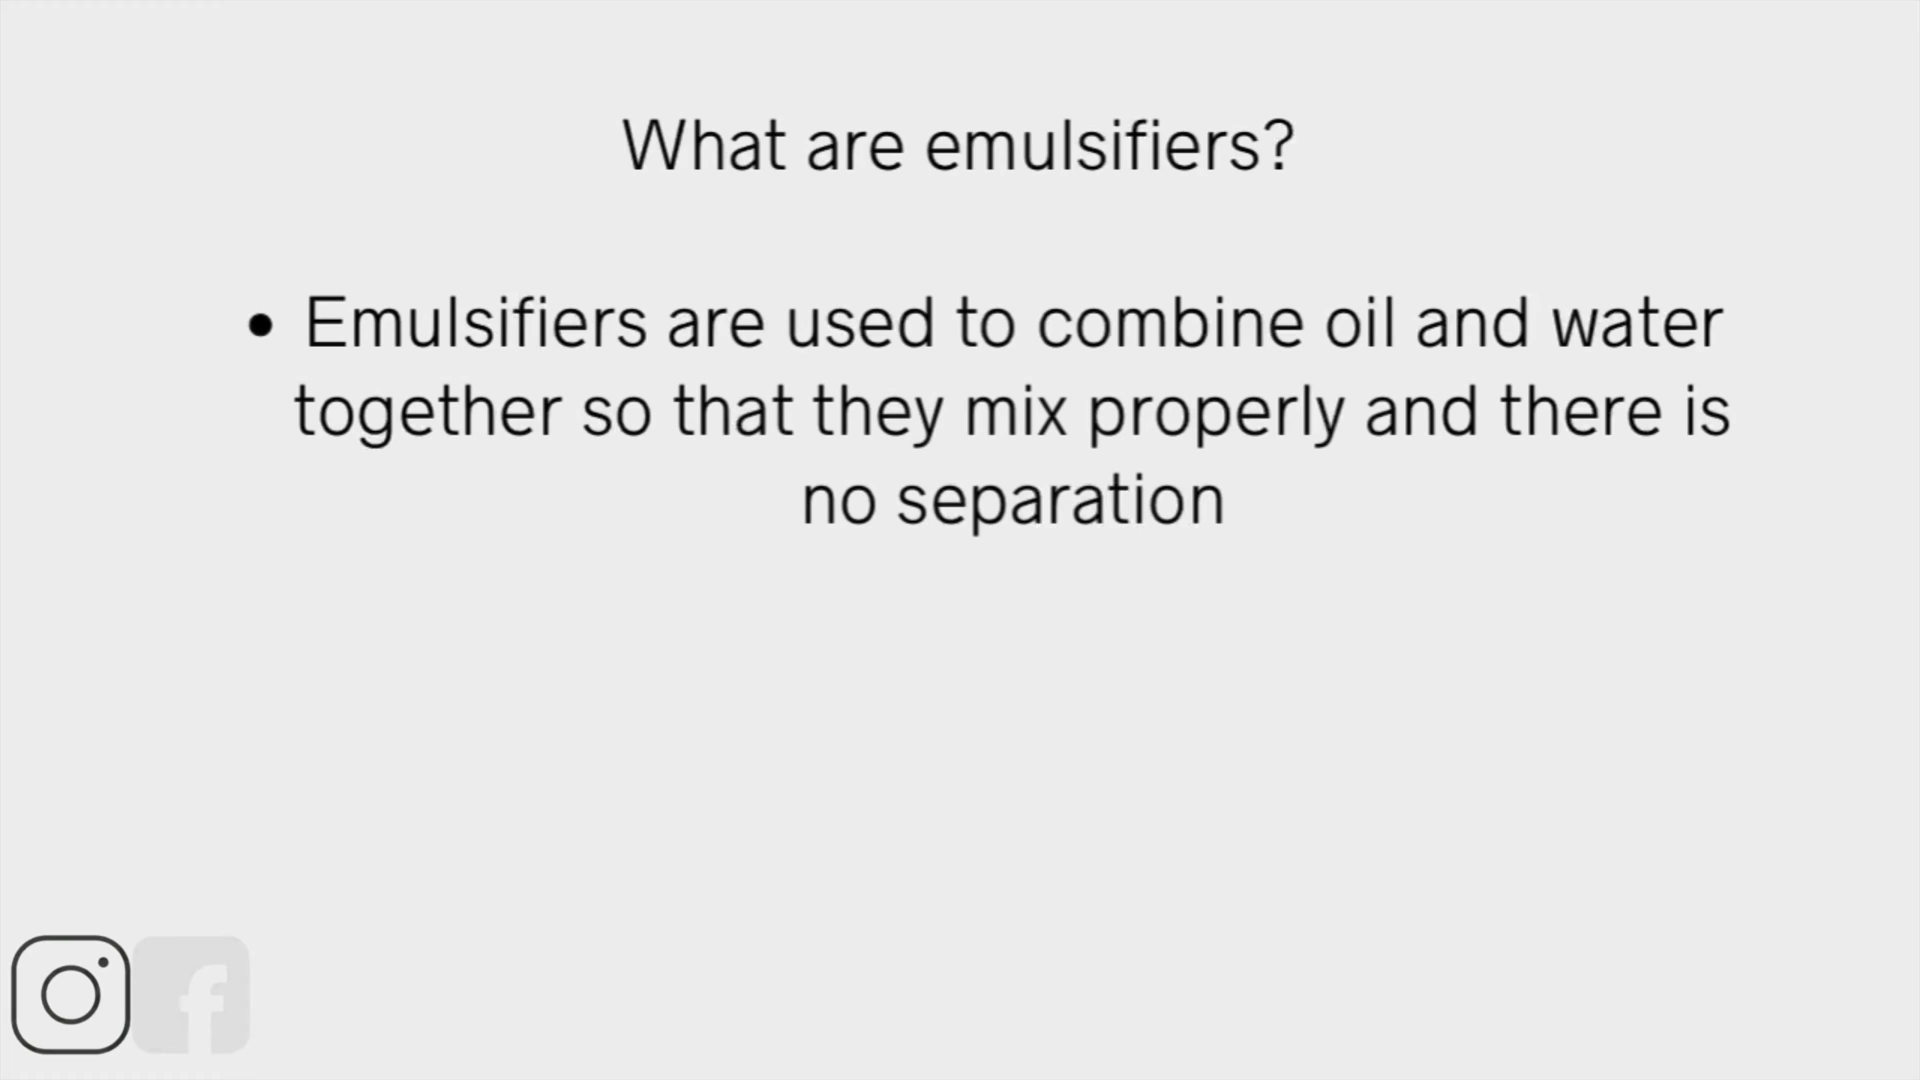 What are emulsifiers?
• Emulsifiers are used to combine oil and water
together so that they mix properly and there is
no separation